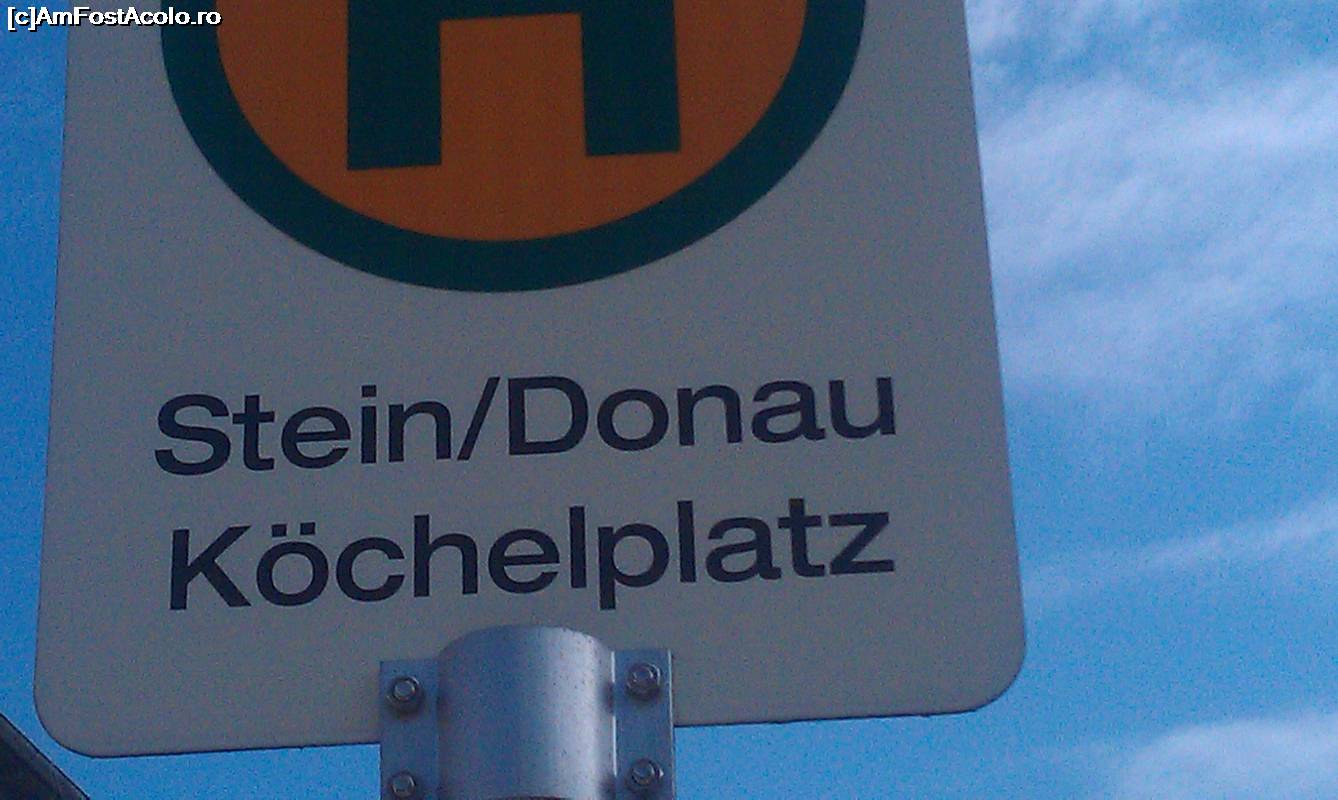 [c]AmFostAcolo.ro
H
Stein/Donau
Köchelplatz